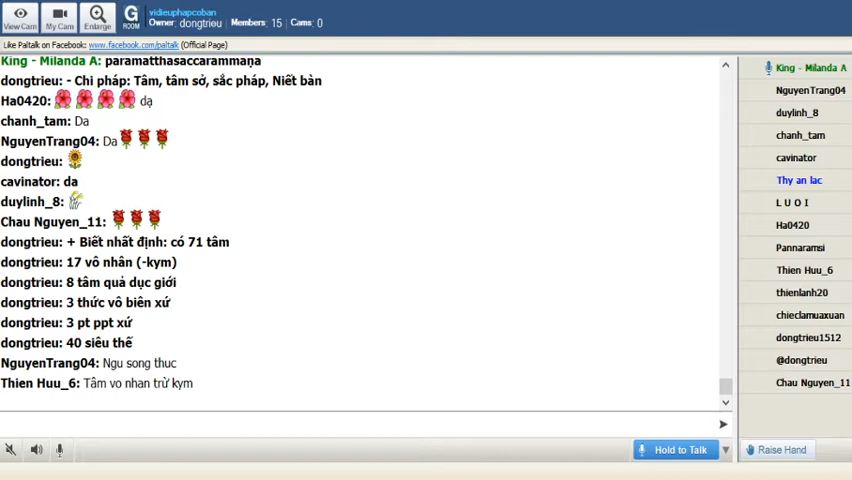 vidieuphapcoban
Owner: dongtrieu Members: 15 Cams: 0
View Cam My Cam Enlarge G ROOM
Like Paltalk on Facebook: www.facebook.com/paltalk (Official Page)
King - Milanda A: paramatthasaccarammaṇa
dongtrieu: - Chi pháp: Tâm, tâm sở, sắc pháp, Niết bàn
Ha0420: dạ
chanh_tam: Da
NguyenTrang04: Da
dongtrieu:
cavinator: da
duylinh_8:
Chau Nguyen_11:
dongtrieu: + Biết nhất định: có 71 tâm
dongtrieu: 17 vô nhân (-kym)
dongtrieu: 8 tâm quả dục giới
dongtrieu: 3 thức vô biên xứ
dongtrieu: 3 pt ppt xứ
dongtrieu: 40 siêu thế
NguyenTrang04: Ngu song thuc
Thien Huu_6: Tâm vo nhan trừ kym
King - Milanda A
NguyenTrang04
duylinh_8
chanh_tam
cavinator
Thy an lac
L U O I
Ha0420
Pannaramsi
Thien Huu_6
thienlanh20
chieclamuaxuan
dongtrieu1512
@dongtrieu
Chau Nguyen_11
Hold to Talk
Raise Hand